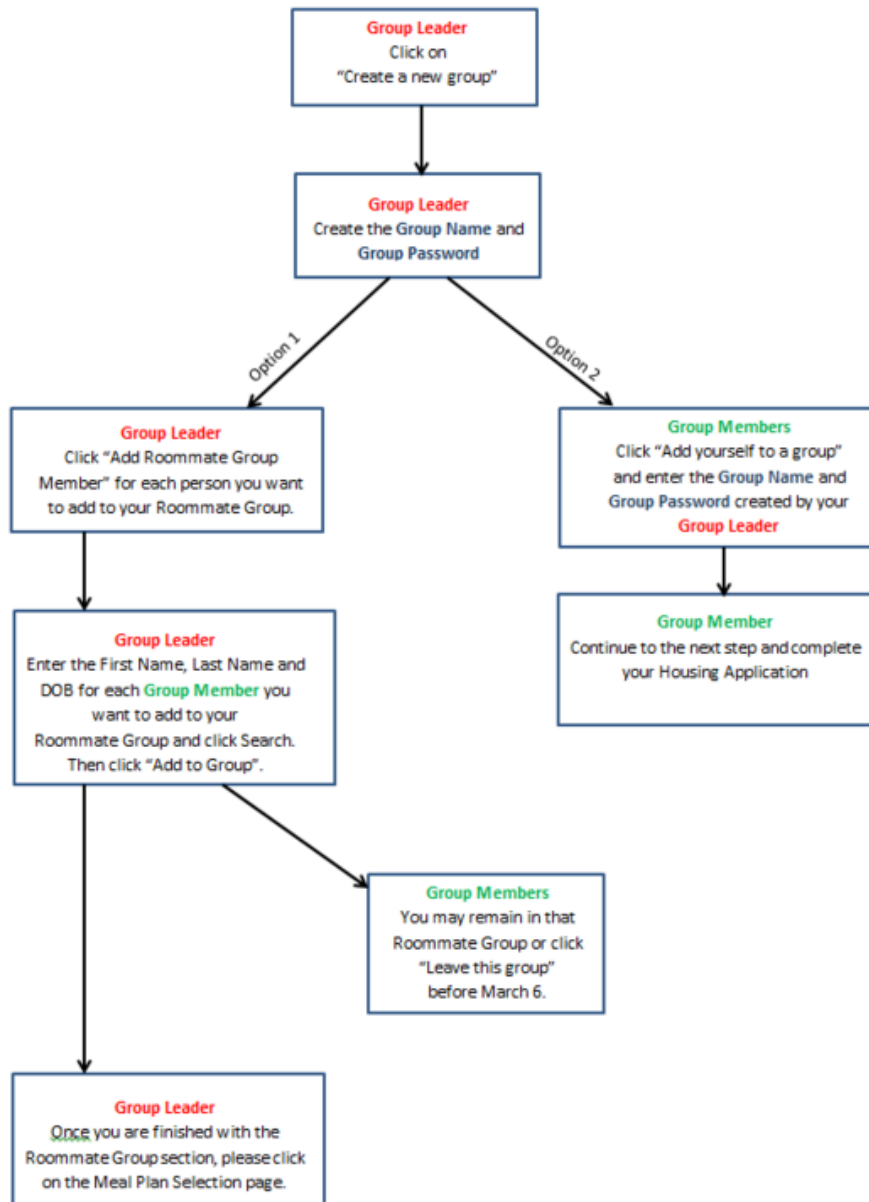 Group Leader
Click on
“Create a new group”
Group Leader
Create the Group Name and
Group Password
Option 1
Option 2
Group Leader
Click “Add Roommate Group
Member” for each person you want
to add to your Roommate Group.
Group Members
Click “Add yourself to a group”
and enter the Group Name and
Group Password created by your
Group Leader
Group Leader
Enter the First Name, Last Name and
DOB for each Group Member you
want to add to your
Roommate Group and click Search.
Then click “Add to Group”.
Group Member
Continue to the next step and complete
your Housing Application
Group Members
You may remain in that
Roommate Group or click
“Leave this group”
before March 6.
Group Leader
Once you are finished with the
Roommate Group section, please click
on the Meal Plan Selection page.